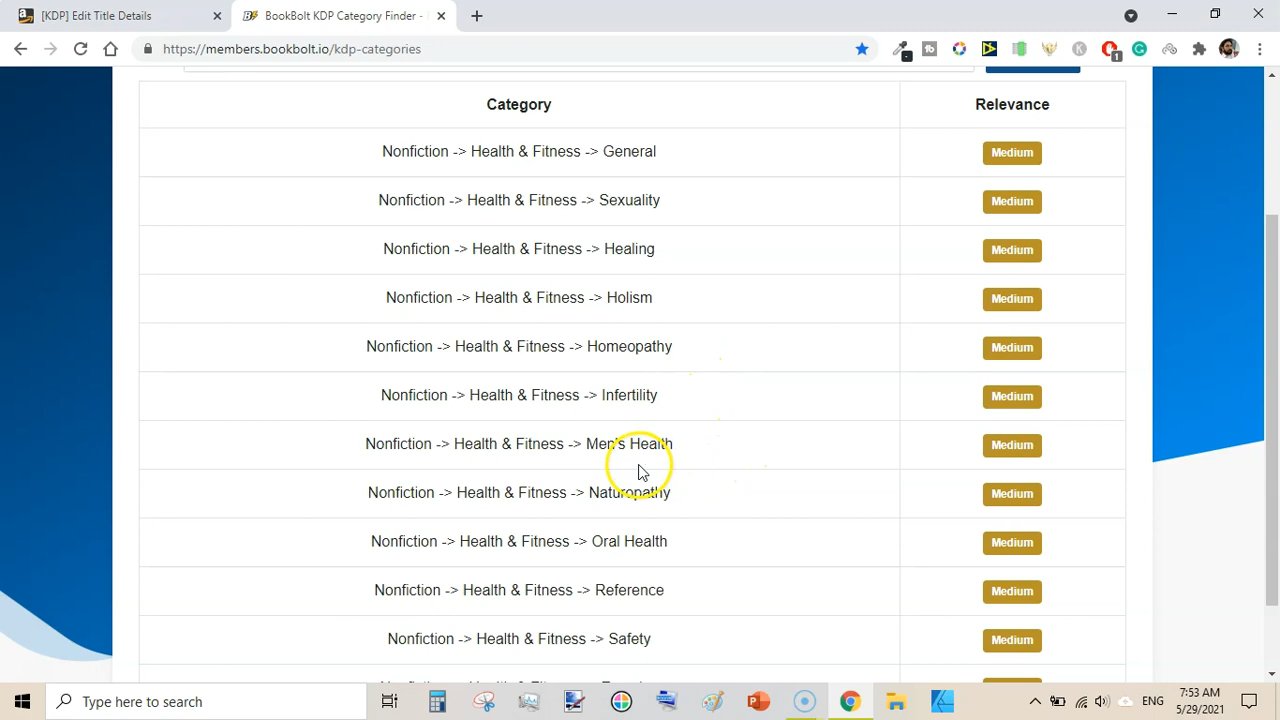 [KDP] Edit Title Details
BookBolt KDP Category Finder -
https://members.bookbolt.io/kdp-categories
1
Category Relevance
Nonfiction -> Health & Fitness -> General Medium
Nonfiction -> Health & Fitness -> Sexuality Medium
Nonfiction -> Health & Fitness -> Healing Medium
Nonfiction -> Health & Fitness -> Holism Medium
Nonfiction -> Health & Fitness -> Homeopathy Medium
Nonfiction -> Health & Fitness -> Infertility Medium
Nonfiction -> Health & Fitness -> Men's Health Medium
Nonfiction -> Health & Fitness -> Naturopathy Medium
Nonfiction -> Health & Fitness -> Oral Health Medium
Nonfiction -> Health & Fitness -> Reference Medium
Nonfiction -> Health & Fitness -> Safety Medium
Type here to search
ENG
7:53 AM
5/29/2021